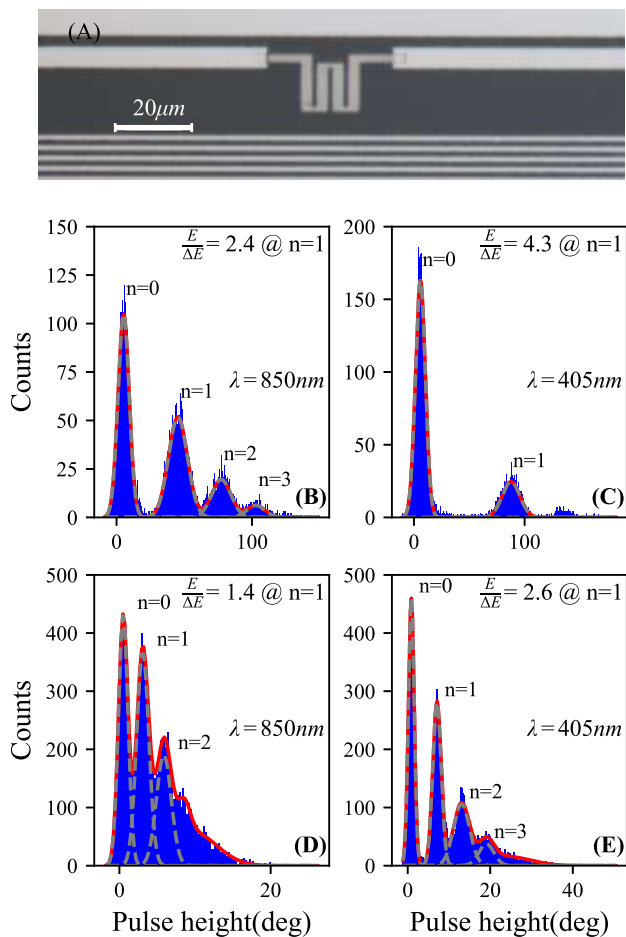 (A)
20μm
150
125
100
75
50
25
0
Counts
E/ΔE = 2.4 @ n=1
n=0
n=1
n=2
n=3
λ=850nm
(B)
0 100
200
150
100
50
0
E/ΔE = 4.3 @ n=1
n=0
λ=405nm
n=1
(C)
0 100
500
400
300
200
100
0
Counts
E/ΔE = 1.4 @ n=1
n=0
n=1
n=2
λ=850nm
(D)
0 20
Pulse height(deg)
500
400
300
200
100
0
E/ΔE = 2.6 @ n=1
n=0
n=1
λ=405nm
n=2
n=3
(E)
0 20 40
Pulse height(deg)